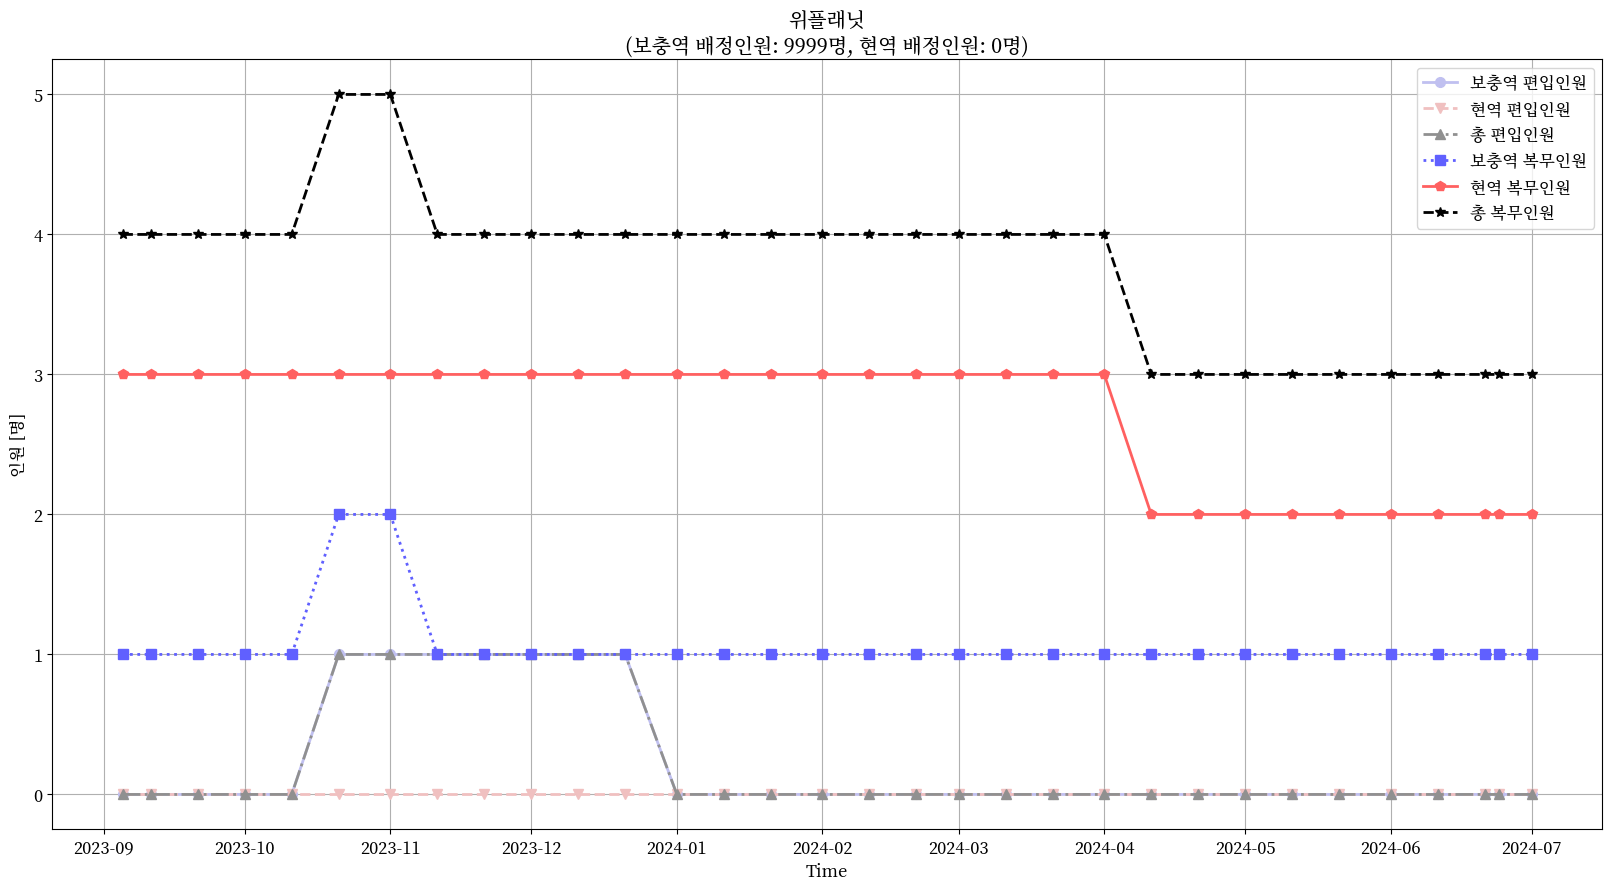 위플래닛
(보충역 배정인원: 9999명, 현역 배정인원: 0명)
보충역 편입인원
현역 편입인원
총 편입인원
보충역 복무인원
현역 복무인원
총 복무인원
인원 [명]
5
4
3
2
1
0
2023-09
2023-10
2023-11
2023-12
2024-01
2024-02
2024-03
2024-04
2024-05
2024-06
2024-07
Time